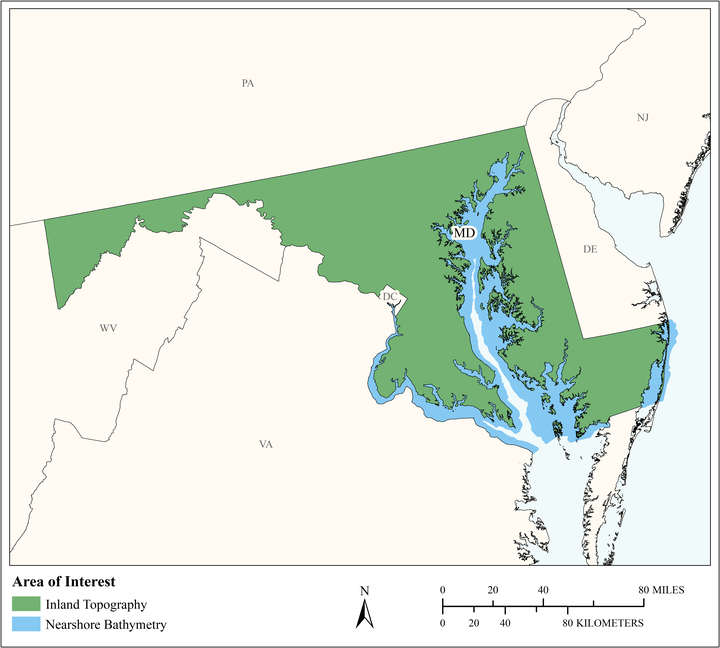 PA
NJ
MD
DE
DC
WV
VA
Area of Interest
Inland Topography
Nearshore Bathymetry
N
0 20 40 80 MILES
0 20 40 80 KILOMETERS